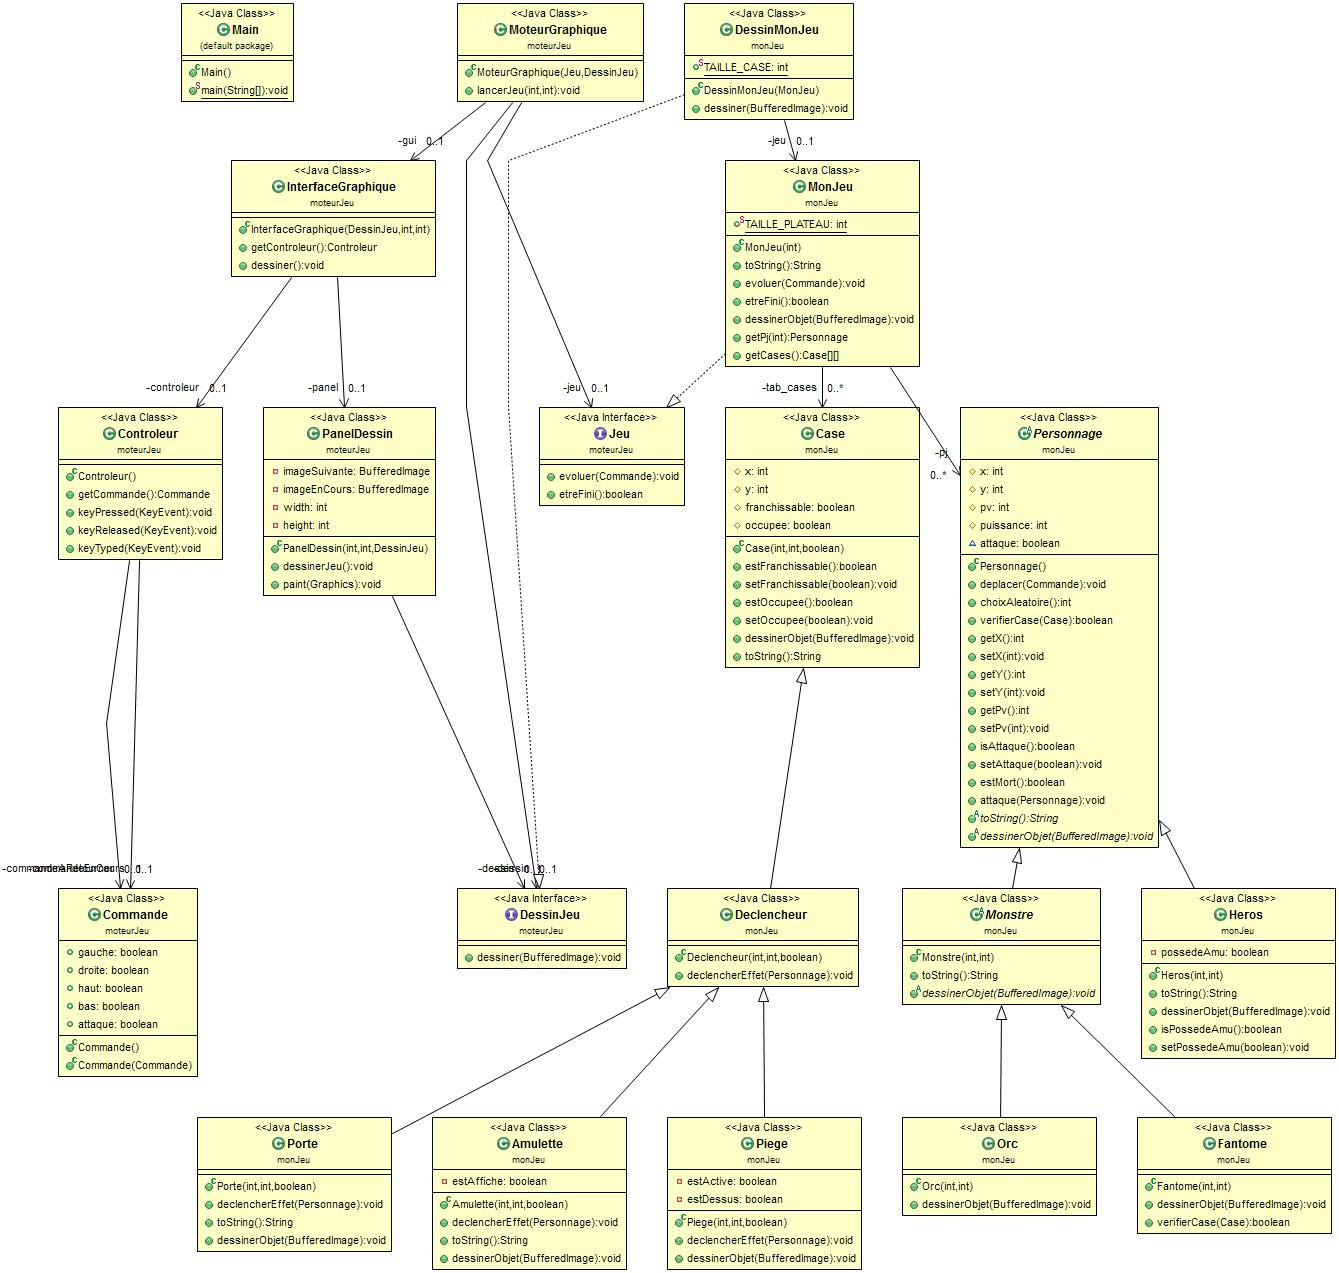 <<Java Class>>
Main
(default package)
Main()
main(String[]):void
<<Java Class>>
MoteurGraphique
moteurJeu
MoteurGraphique(Jeu,DessinJeu)
lancerJeu(int,int):void
<<Java Class>>
DessinMonJeu
monJeu
TAILLE_CASE: int
DessinMonJeu(MonJeu)
dessiner(BufferedImage):void
-gui 0..1
-jeu 0..1
<<Java Class>>
InterfaceGraphique
moteurJeu
InterfaceGraphique(DessinJeu,int,int)
getControleur():Controleur
dessiner():void
<<Java Class>>
MonJeu
monJeu
TAILLE_PLATEAU: int
MonJeu(int)
toString():String
evoluer(Commande):void
etreFini():boolean
dessinerObjet(BufferedImage):void
getPj(int):Personnage
getCases():Case[][]
-controleur 0..1
-panel 0..1
-jeu 0..1
-tab_cases 0..*
-pj
0..*
<<Java Class>>
Controleur
moteurJeu
Controleur()
getCommande():Commande
keyPressed(KeyEvent):void
keyReleased(KeyEvent):void
keyTyped(KeyEvent):void
<<Java Class>>
PanelDessin
moteurJeu
imageSuivante: BufferedImage
imageEnCours: BufferedImage
width: int
height: int
PanelDessin(int,int,DessinJeu)
dessinerJeu():void
paint(Graphics):void
<<Java Interface>>
Jeu
moteurJeu
evoluer(Commande):void
etreFini():boolean
<<Java Class>>
Case
monJeu
x: int
y: int
franchissable: boolean
occupee: boolean
Case(int,int,boolean)
estFranchissable():boolean
setFranchissable(boolean):void
estOccupee():boolean
setOccupee(boolean):void
dessinerObjet(BufferedImage):void
toString():String
<<Java Class>>
Personnage
monJeu
x: int
y: int
pv: int
puissance: int
attaque: boolean
Personnage()
deplacer(Commande):void
choixAleatoire():int
verifierCase(Case):boolean
getX():int
setX(int):void
getY():int
setY(int):void
getPv():int
setPv(int):void
isAttaque():boolean
setAttaque(boolean):void
estMort():boolean
attaque(Personnage):void
toString():String
dessinerObjet(BufferedImage):void
0..1
<<Java Class>>
Commande
moteurJeu
gauche: boolean
droite: boolean
haut: boolean
bas: boolean
attaque: boolean
Commande()
Commande(Commande)
<<Java Interface>>
DessinJeu
moteurJeu
dessiner(BufferedImage):void
<<Java Class>>
Declencheur
monJeu
Declencheur(int,int,boolean)
declencherEffet(Personnage):void
<<Java Class>>
Monstre
monJeu
Monstre(int,int)
toString():String
dessinerObjet(BufferedImage):void
<<Java Class>>
Heros
monJeu
possedeAmu: boolean
Heros(int,int)
toString():String
dessinerObjet(BufferedImage):void
isPossedeAmu():boolean
setPossedeAmu(boolean):void
<<Java Class>>
Porte
monJeu
Porte(int,int,boolean)
declencherEffet(Personnage):void
toString():String
dessinerObjet(BufferedImage):void
<<Java Class>>
Amulette
monJeu
estAffiche: boolean
Amulette(int,int,boolean)
declencherEffet(Personnage):void
toString():String
dessinerObjet(BufferedImage):void
<<Java Class>>
Piege
monJeu
estActive: boolean
estDessus: boolean
Piege(int,int,boolean)
declencherEffet(Personnage):void
dessinerObjet(BufferedImage):void
<<Java Class>>
Orc
monJeu
Orc(int,int)
dessinerObjet(BufferedImage):void
<<Java Class>>
Fantome
monJeu
Fantome(int,int)
dessinerObjet(BufferedImage):void
verifierCase(Case):boolean